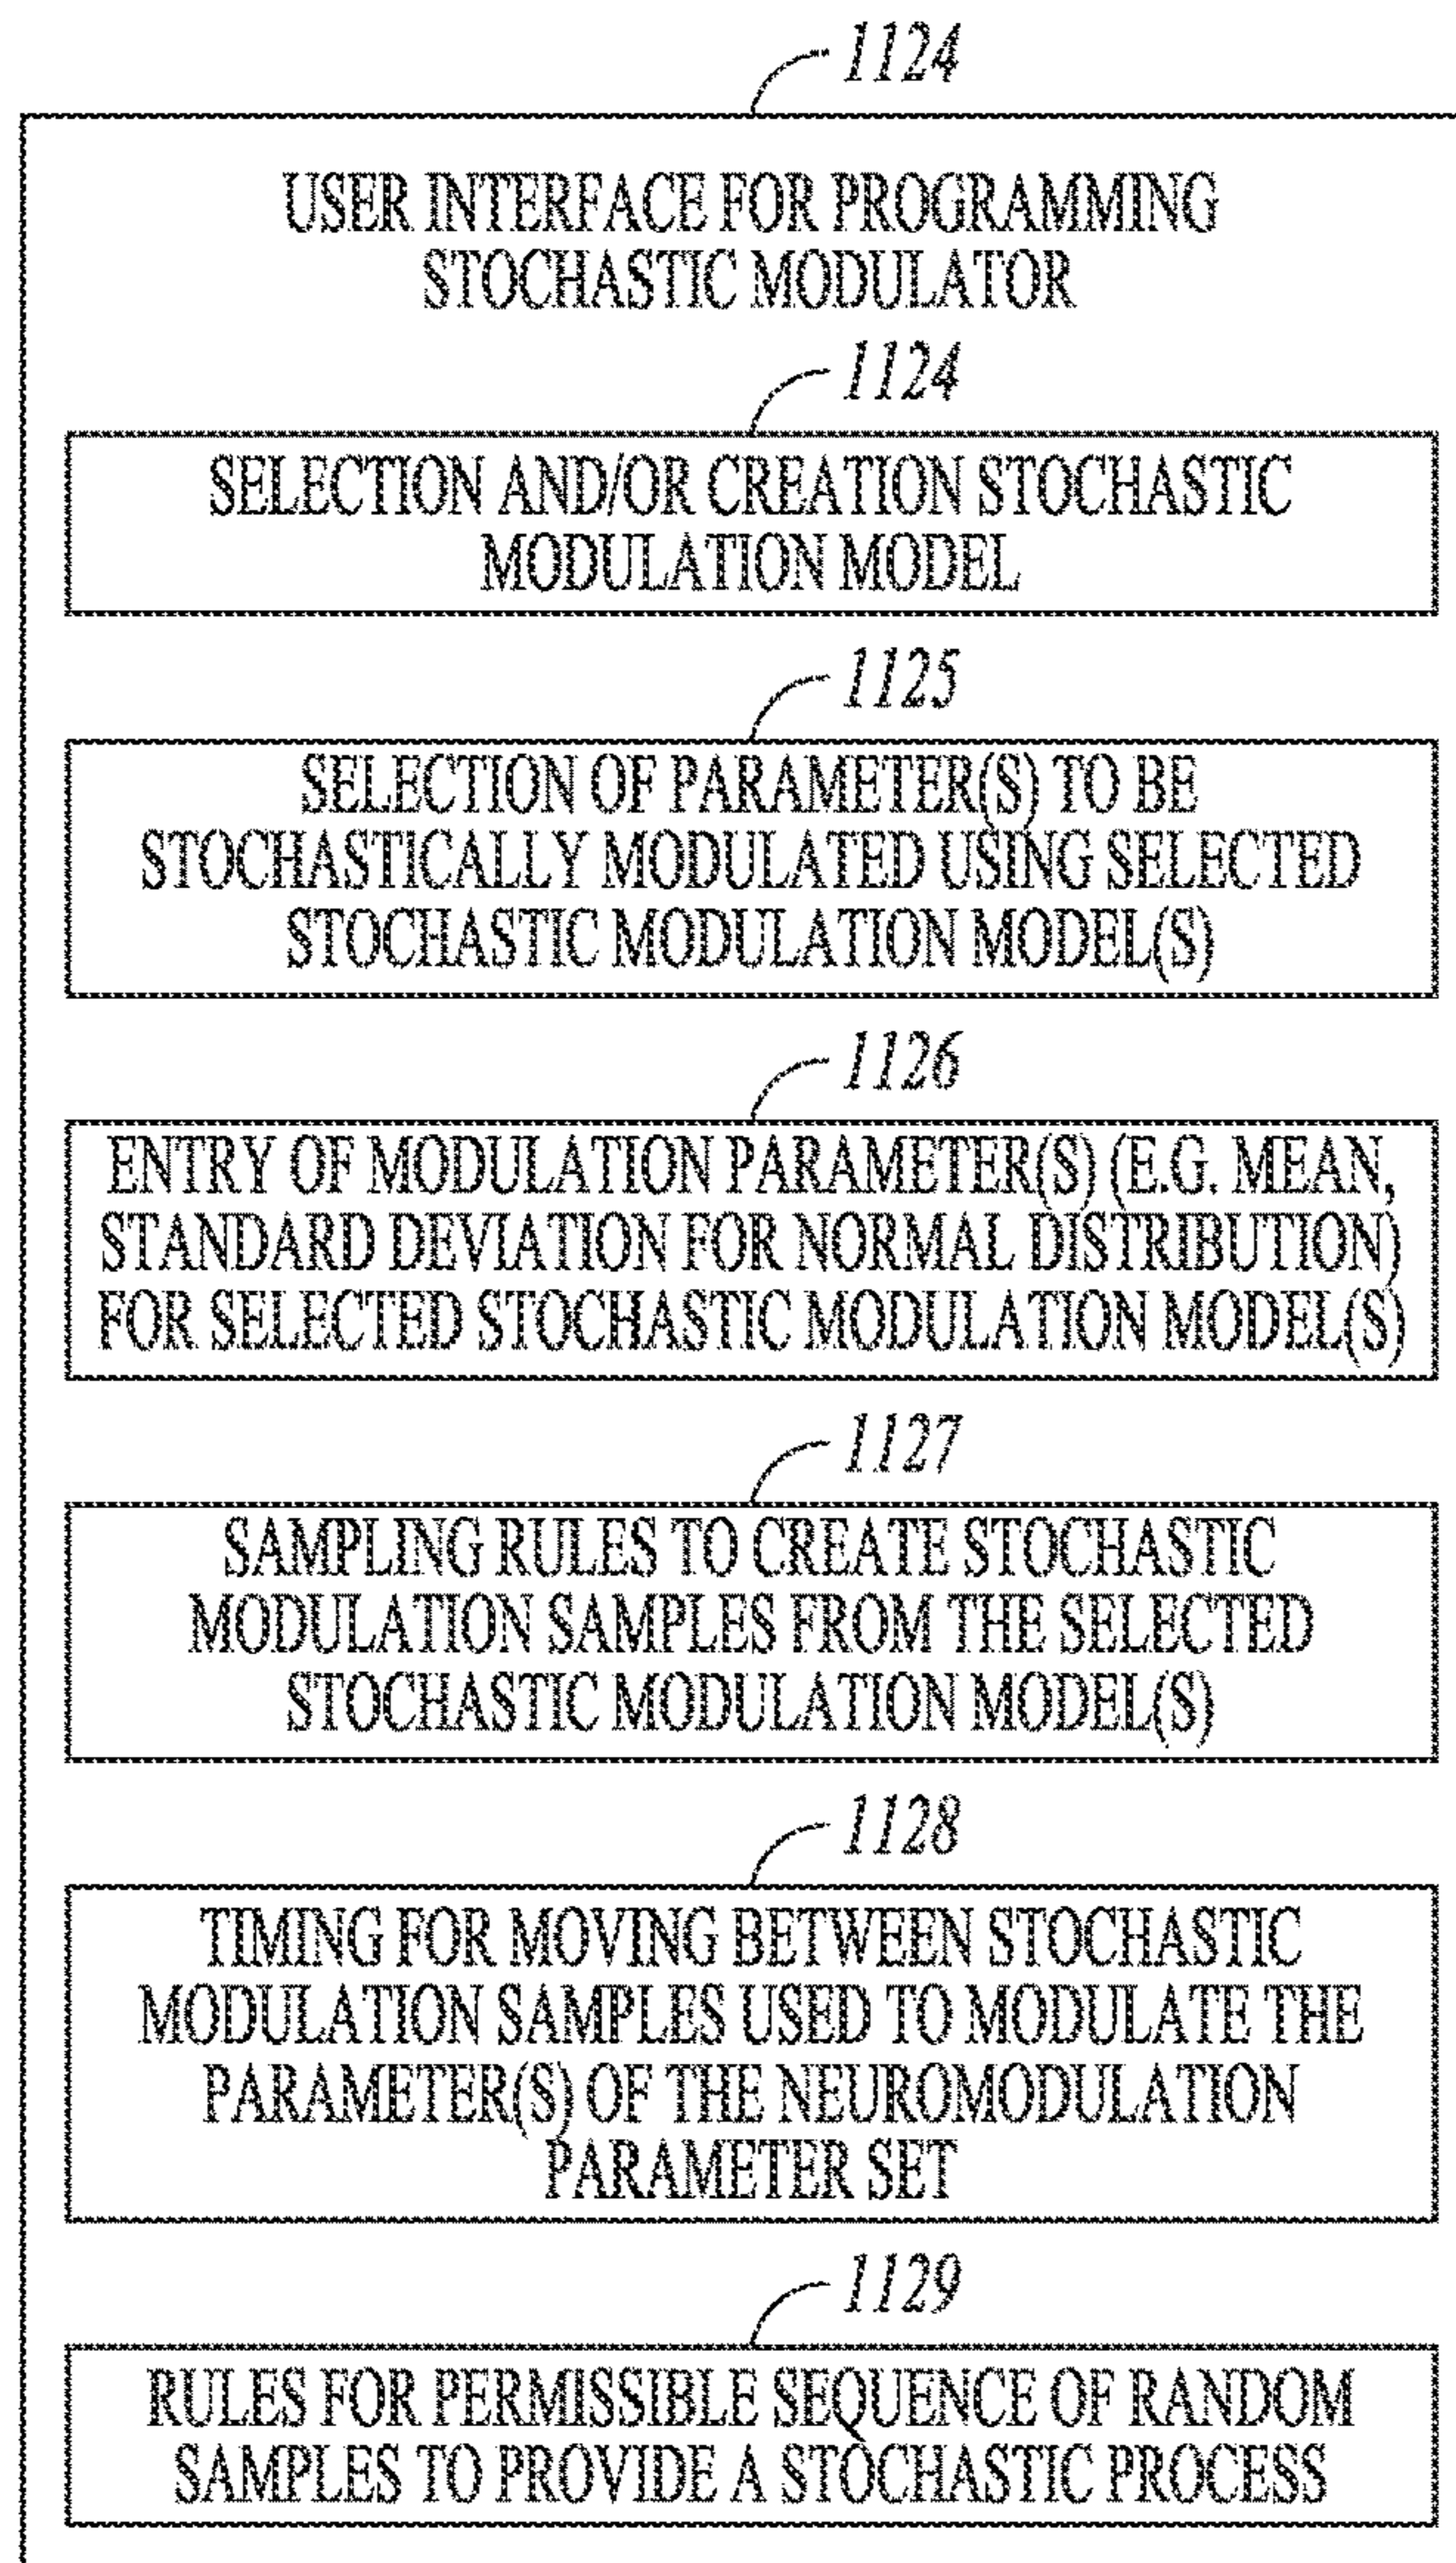 1124
USER INTERFACE FOR PROGRAMMING
STOCHASTIC MODULATOR
1124
SELECTION AND/OR CREATION STOCHASTIC
MODULATION MODEL
1125
SELECTION OF PARAMETER(S) TO BE
STOCHASTICALLY MODULATED USING SELECTED
STOCHASTIC MODULATION MODEL(S)
1126
ENTRY OF MODULATION PARAMETER(S) (E.G. MEAN,
STANDARD DEVIATION FOR NORMAL DISTRIBUTION)
FOR SELECTED STOCHASTIC MODULATION MODEL(S)
1127
SAMPLING RULES TO CREATE STOCHASTIC
MODULATION SAMPLES FROM THE SELECTED
STOCHASTIC MODULATION MODEL(S)
1128
TIMING FOR MOVING BETWEEN STOCHASTIC
MODULATION SAMPLES USED TO MODULATE THE
PARAMETER(S) OF THE NEUROMODULATION
PARAMETER SET
1129
RULES FOR PERMISSIBLE SEQUENCE OF RANDOM
SAMPLES TO PROVIDE A STOCHASTIC PROCESS